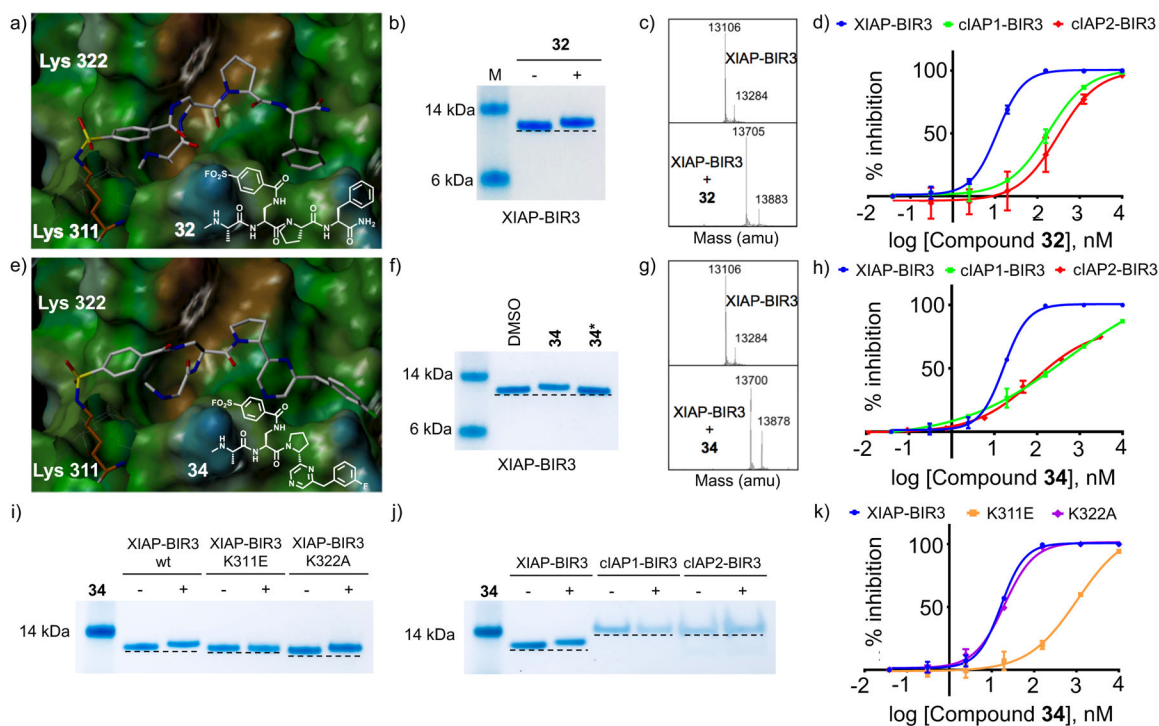 a)
Lys 322
Lys 311
32
FO₂S
O
NH
H
N
O
N
O
H
N
O
NH₂
b)
32
M - +
14 kDa
6 kDa
XIAP-BIR3
c)
13106
XIAP-BIR3
13284
13705
XIAP-BIR3
+
32
13883
Mass (amu)
d)
XIAP-BIR3 cIAP1-BIR3 cIAP2-BIR3
% inhibition
100
50
-2 0 1 2 3 4
log [Compound 32], nM
e)
Lys 322
Lys 311
34
FO₂S
O
NH
H
N
O
N
O
N
N
F
f)
DMSO 34 34*
14 kDa
6 kDa
XIAP-BIR3
g)
13106
XIAP-BIR3
13284
13700
XIAP-BIR3
+
34
13878
Mass (amu)
h)
XIAP-BIR3 cIAP1-BIR3 cIAP2-BIR3
% inhibition
100
50
-2 -1 0 1 2 3 4
log [Compound 34], nM
i)
XIAP-BIR3 XIAP-BIR3 XIAP-BIR3
wt K311E K322A
34 - + - + - +
14 kDa
j)
XIAP-BIR3 cIAP1-BIR3 cIAP2-BIR3
34 - + - + - +
14 kDa
k)
XIAP-BIR3 K311E K322A
% inhibition
100
50
-2 -1 0 1 2 3 4
log [Compound 34], nM